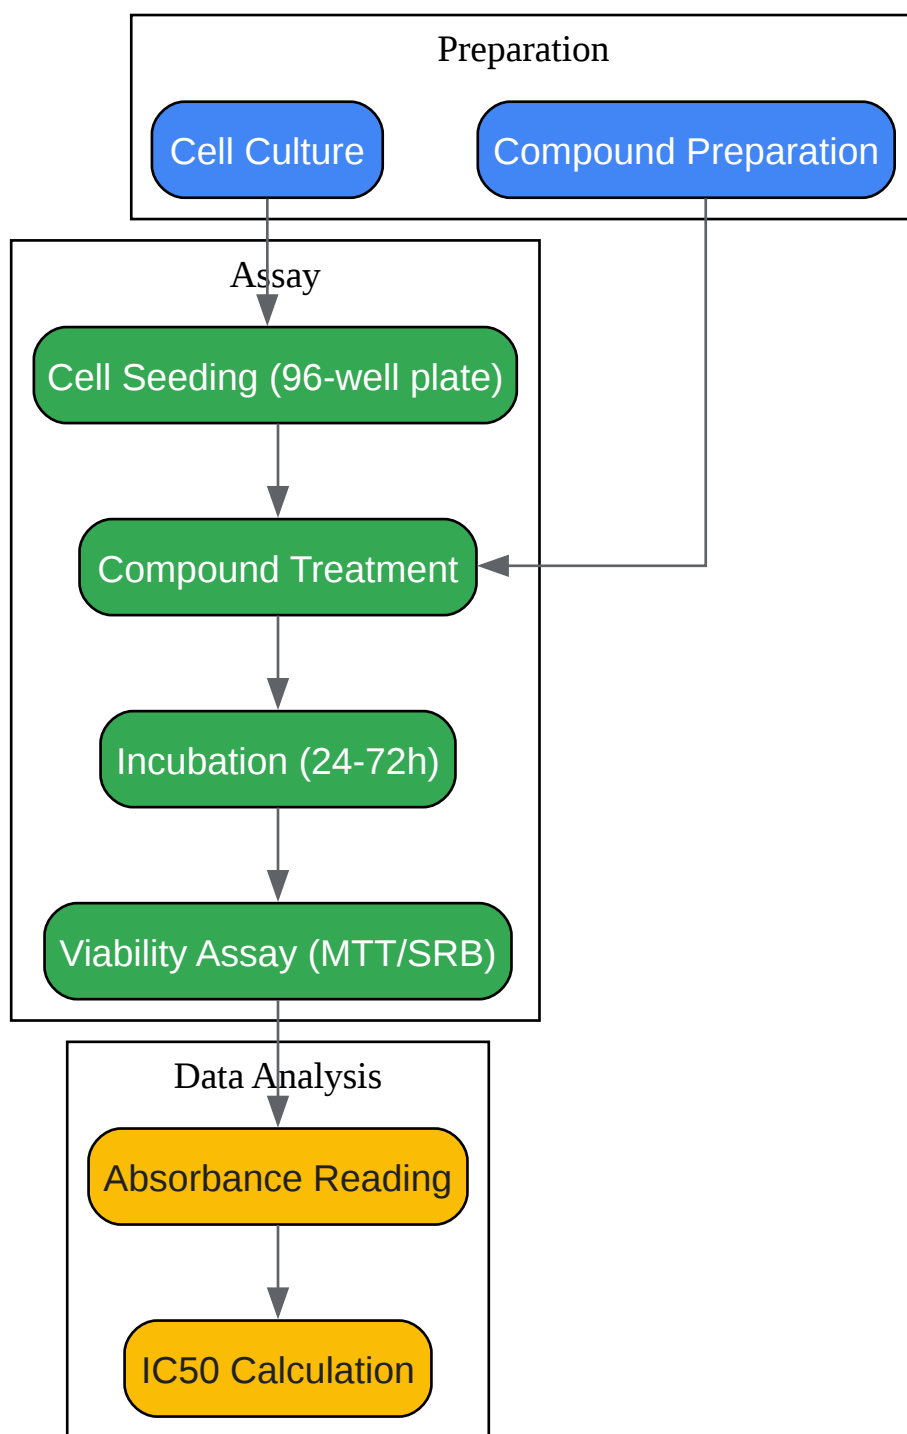 Preparation
Cell Culture
Compound Preparation
Assay
Cell Seeding (96-well plate)
Compound Treatment
Incubation (24-72h)
Viability Assay (MTT/SRB)
Data Analysis
Absorbance Reading
IC50 Calculation